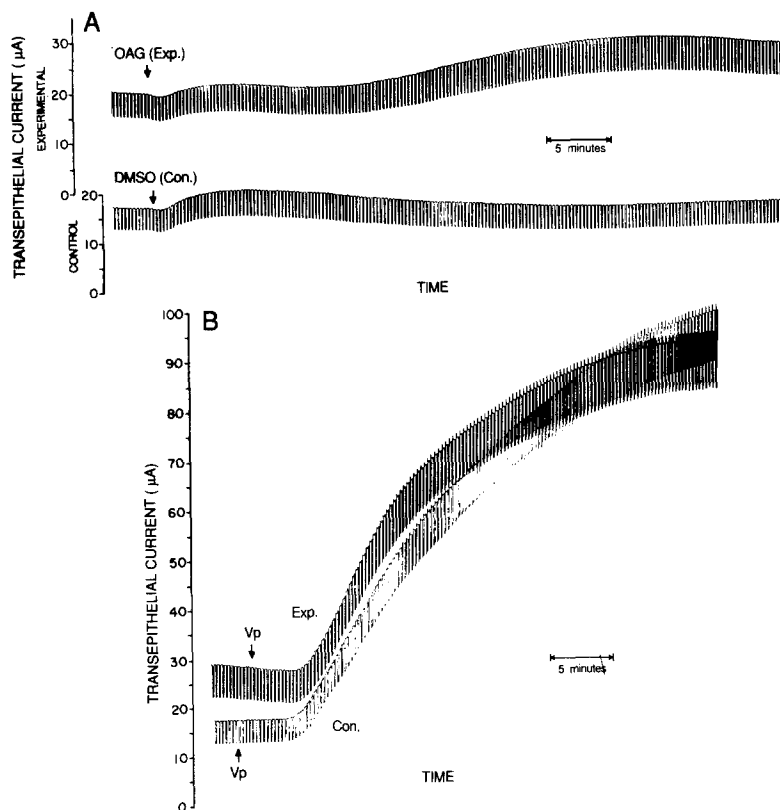 A
TRANSEPITHELIAL CURRENT (μA)
EXPERIMENTAL
30
20
10
0
OAG (Exp.)
5 minutes
CONTROL
20
10
0
DMSO (Con.)
TIME
B
TRANSEPITHELIAL CURRENT (μA)
100
90
80
70
60
50
40
30
20
10
0
Exp.
Vp
5 minutes
Con.
Vp
TIME